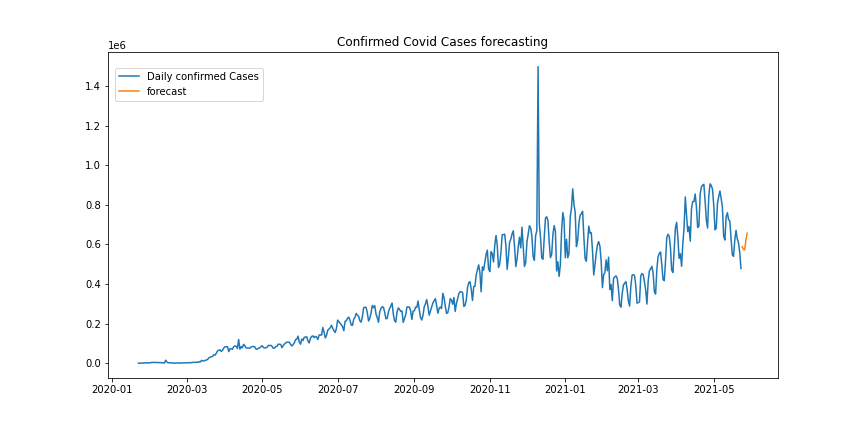 Confirmed Covid Cases forecasting
1e6
Daily confirmed Cases
forecast
1.4
1.2
1.0
0.8
0.6
0.4
0.2
0.0
2020-01 2020-03 2020-05 2020-07 2020-09 2020-11 2021-01 2021-03 2021-05